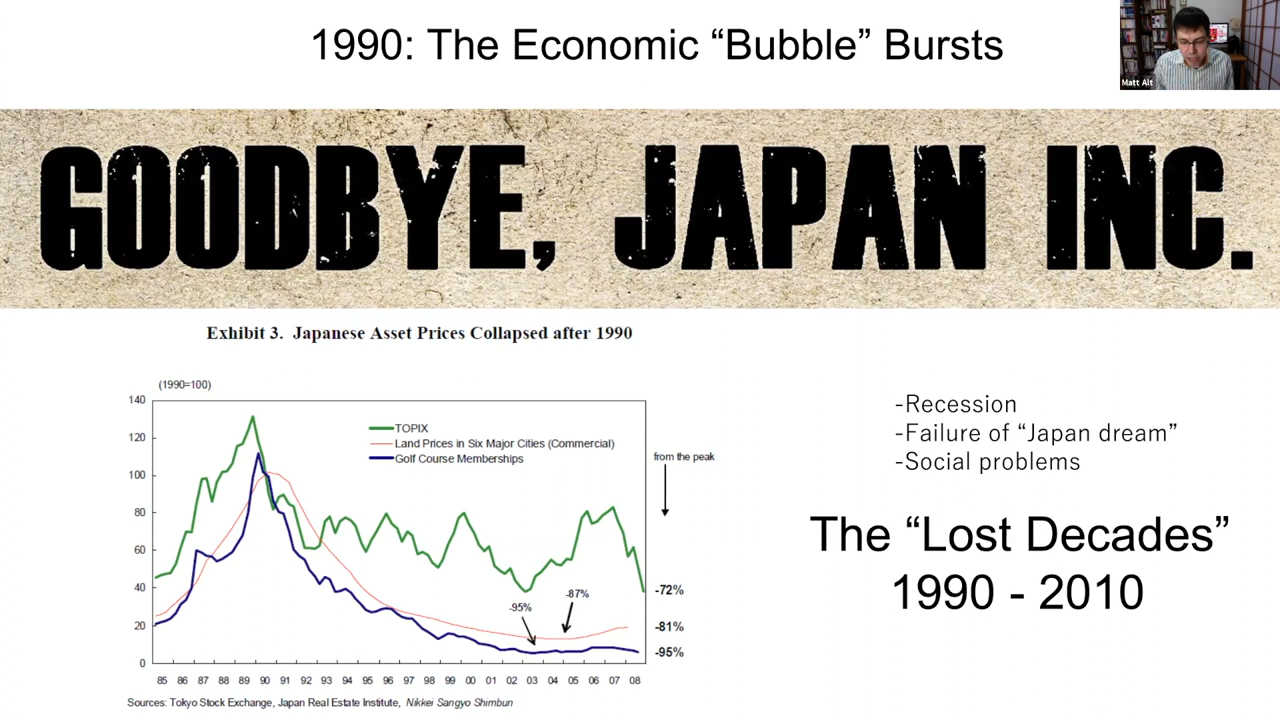 1990: The Economic “Bubble” Bursts
Matt Alt
GOODBYE, JAPAN INC.
Exhibit 3. Japanese Asset Prices Collapsed after 1990
(1990=100)
140
120
100
80
60
40
20
0
TOPIX
Land Prices in Six Major Cities (Commercial)
Golf Course Memberships
from the peak
-95%
-87%
-72%
-81%
-95%
85 86 87 88 89 90 91 92 93 94 95 96 97 98 99 00 01 02 03 04 05 06 07 08
Sources: Tokyo Stock Exchange, Japan Real Estate Institute, Nikkei Sangyo Shimbun
-Recession
-Failure of “Japan dream”
-Social problems
The “Lost Decades”
1990 - 2010